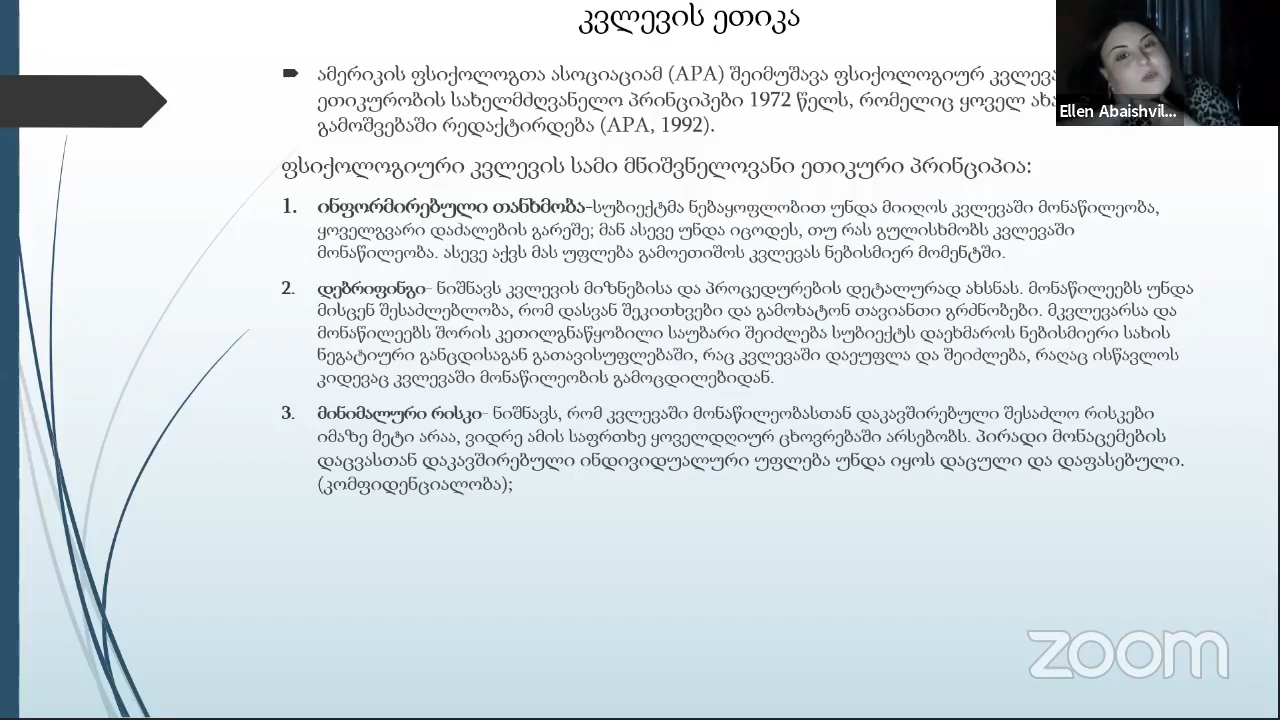 კვლევის ეთიკა
ამერიკის ფსიქოლოგთა ასოციაციამ (APA) შეიმუშავა ფსიქოლოგიურ
ეთიკურობის სახელმძღვანელო პრინციპები 1972 წელს, რომელიც ყოველ
გამოშვებაში რედაქტირდება (APA, 1992).
Ellen Abaishvil...
ფსიქოლოგიური კვლევის სამი მნიშვნელოვანი ეთიკური პრინციპია:
1. ინფორმირებული თანხმობა-სუბიექტმა ნებაყოფლობით უნდა მიიღოს კვლევაში მონაწილეობა,
ყოველგვარი დაძალების გარეშე; მან ასევე უნდა იცოდეს, თუ რას გულისხმობს კვლევაში
მონაწილეობა. ასევე აქვს მას უფლება გამოეთიშოს კვლევას ნებისმიერ მომენტში.
2. დებრიფინგი- ნიშნავს კვლევის მიზნებისა და პროცედურების დეტალურად ახსნას. მონაწილეებს უნდა
მისცენ შესაძლებლობა, რომ დასვან შეკითხვები და გამოხატონ თავიანთი გრძნობები. მკვლევარსა და
მონაწილეებს შორის კეთილგნაწყობილი საუბარი შეიძლება სუბიექტს დაეხმაროს ნებისმიერი სახის
ნეგატიური განცდისაგან გათავისუფლებაში, რაც კვლევაში დაეუფლა და შეიძლება, რაღაც ისწავლოს
კიდევაც კვლევაში მონაწილეობის გამოცდილებიდან.
3. მინიმალური რისკი- ნიშნავს, რომ კვლევაში მონაწილეობასთან დაკავშირებული შესაძლო რისკები
იმაზე მეტი არაა, ვიდრე ამის საფრთხე ყოველდღიურ ცხოვრებაში არსებობს. პირადი მონაცემების
დაცვასთან დაკავშირებული ინდივიდუალური უფლება უნდა იყოს დაცული და დაფასებული.
(კომფიდენციალობა);
zoom